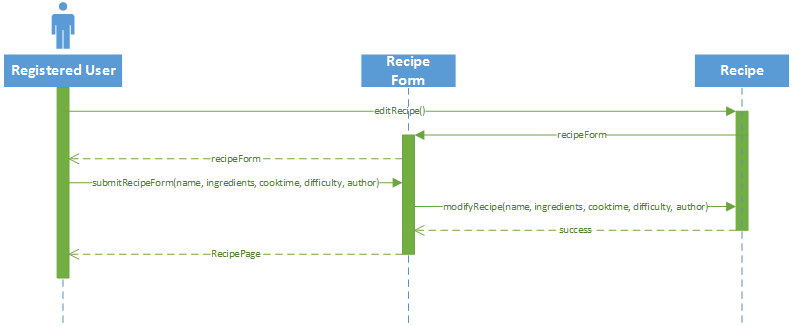 Registered User
Recipe
Form
Recipe
editRecipe()
recipeForm
recipeForm
submitRecipeForm(name, ingredients, cooktime, difficulty, author)
modifyRecipe(name, ingredients, cooktime, difficulty, author)
success
RecipePage